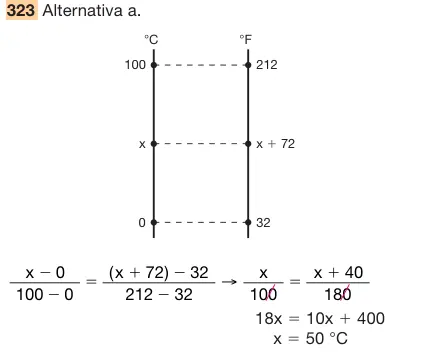 323 Alternativa a.
°C °F
100 212
x x + 72
0 32
x − 0 / 100 − 0 = (x + 72) − 32 / 212 − 32 → x / 100 = x + 40 / 180
18x = 10x + 400
x = 50 °C